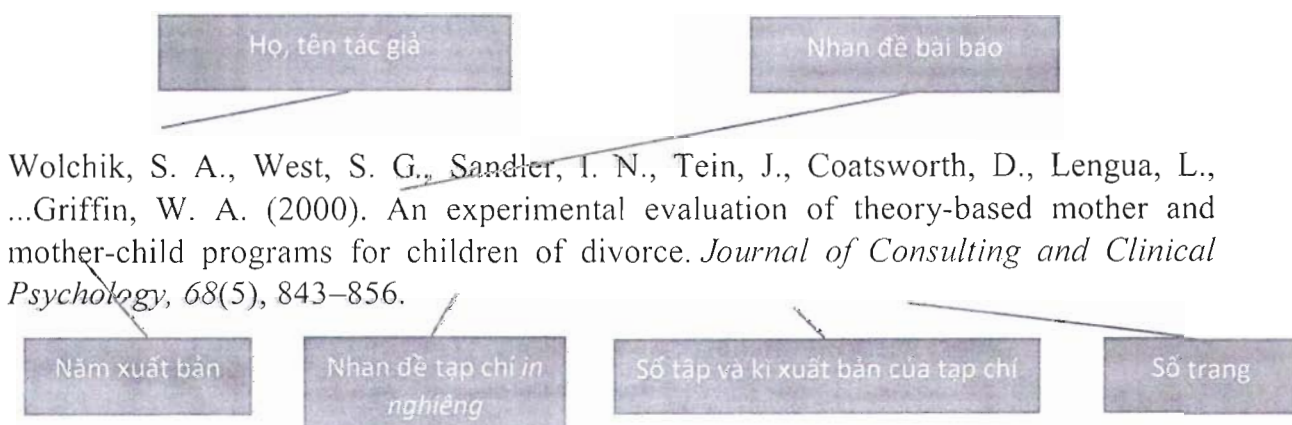 Họ, tên tác giả
Nhan đề bài báo
Wolchik, S. A., West, S. G., Sandler, I. N., Tein, J., Coatsworth, D., Lengua, L.,
...Griffin, W. A. (2000). An experimental evaluation of theory-based mother and
mother-child programs for children of divorce. Journal of Consulting and Clinical
Psychology, 68(5), 843–856.
Năm xuất bản
Nhan đề tạp chí in
nghiêng
Số tập và kì xuất bản của tạp chí
Số trang